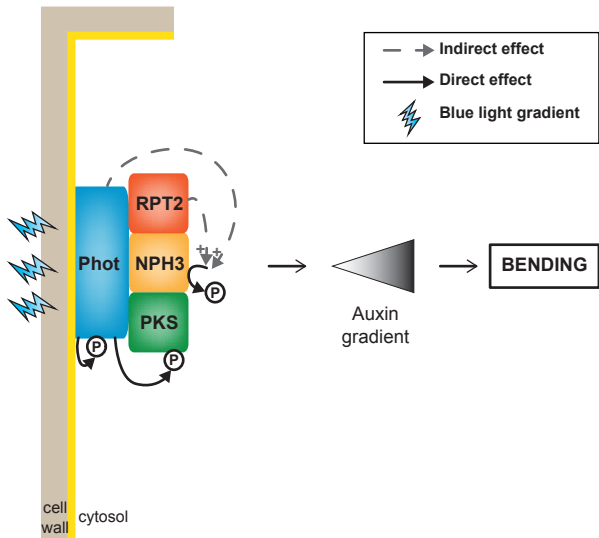 Indirect effect
Direct effect
Blue light gradient
RPT2
Phot
NPH3
+ +
P
PKS
P
P
Auxin
gradient
BENDING
cell
wall
cytosol